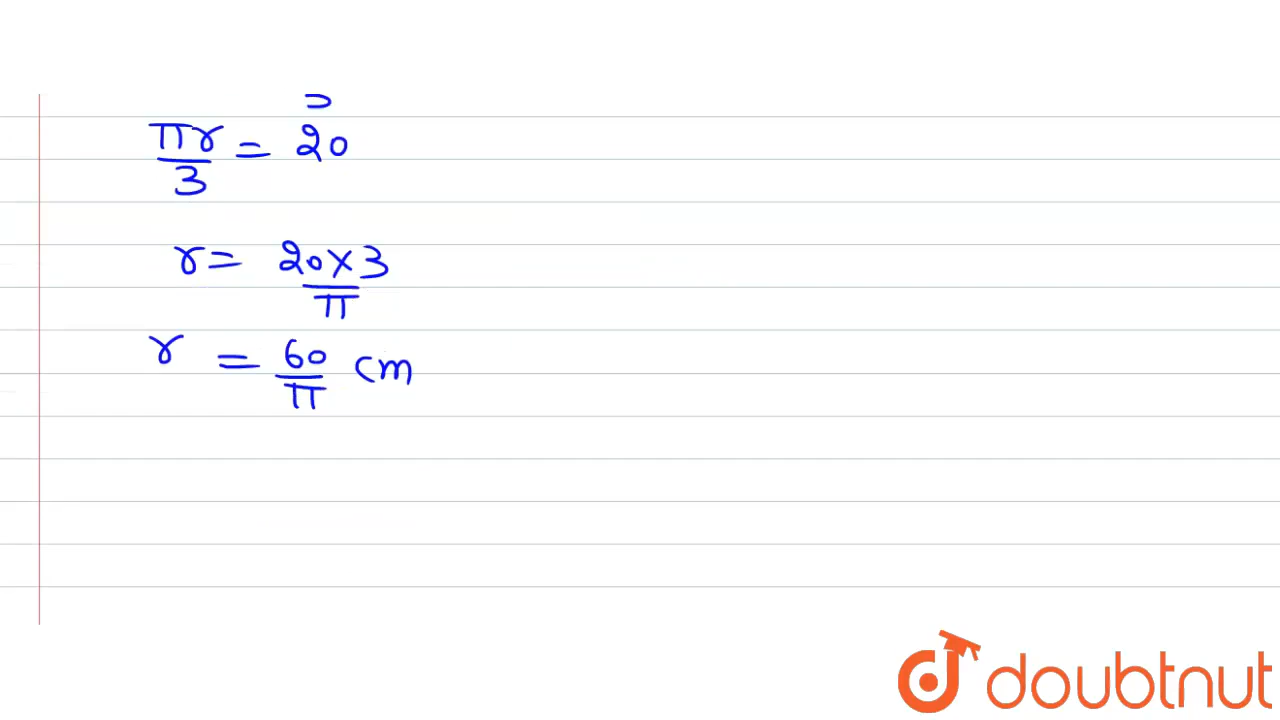 πr/3 = 20
r = 20×3/π
r = 60/π cm
doubtnut